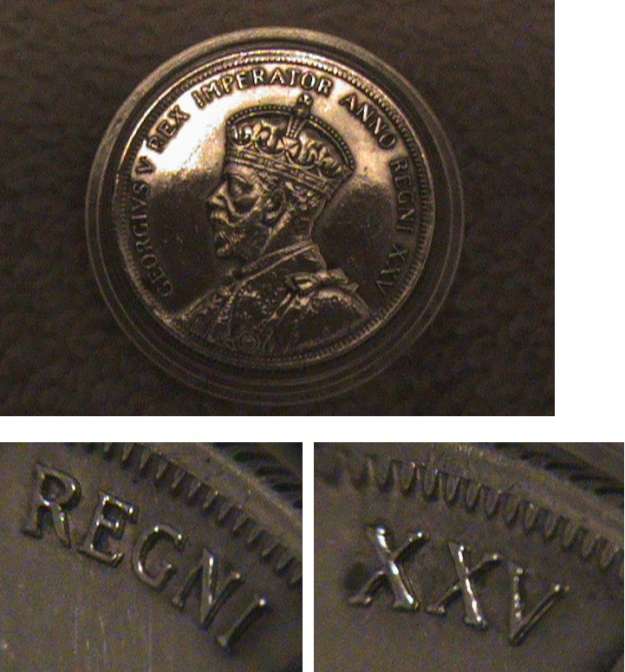 GEORGIVS V REX IMPERATOR ANNO REGNI XXV
REGNI
XXV